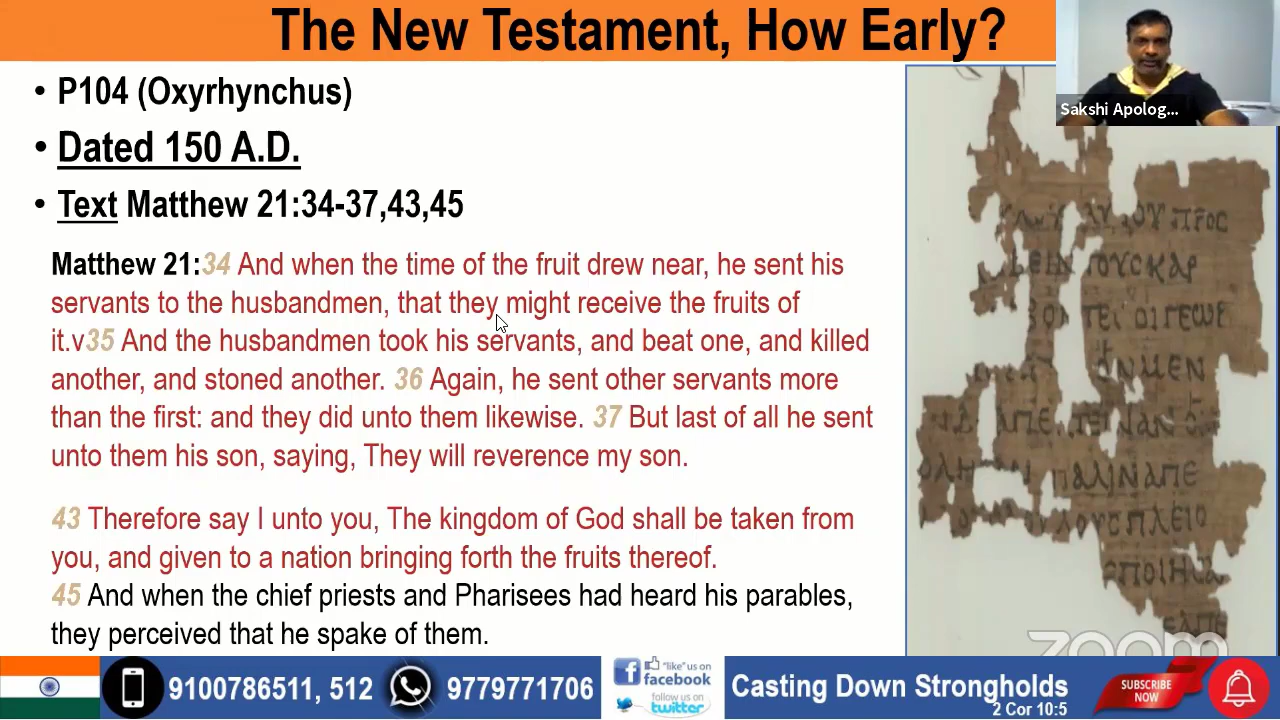 The New Testament, How Early?
• P104 (Oxyrhynchus)
• Dated 150 A.D.
• Text Matthew 21:34-37,43,45
Matthew 21:34 And when the time of the fruit drew near, he sent his
servants to the husbandmen, that they might receive the fruits of
it.v35 And the husbandmen took his servants, and beat one, and killed
another, and stoned another. 36 Again, he sent other servants more
than the first: and they did unto them likewise. 37 But last of all he sent
unto them his son, saying, They will reverence my son.
43 Therefore say I unto you, The kingdom of God shall be taken from
you, and given to a nation bringing forth the fruits thereof.
45 And when the chief priests and Pharisees had heard his parables,
they perceived that he spake of them.
Sakshi Apolog...
ΠΡΟC
ΤΟΥC ΚΑΡ
ΠΑΛΙΝ ΑΠΕ
ΠΛΕΙΟ
zoom
9100786511, 512
9779771706
"like" us on
facebook
follow us on
twitter
Casting Down Strongholds
2 Cor 10:5
SUBSCRIBE
NOW